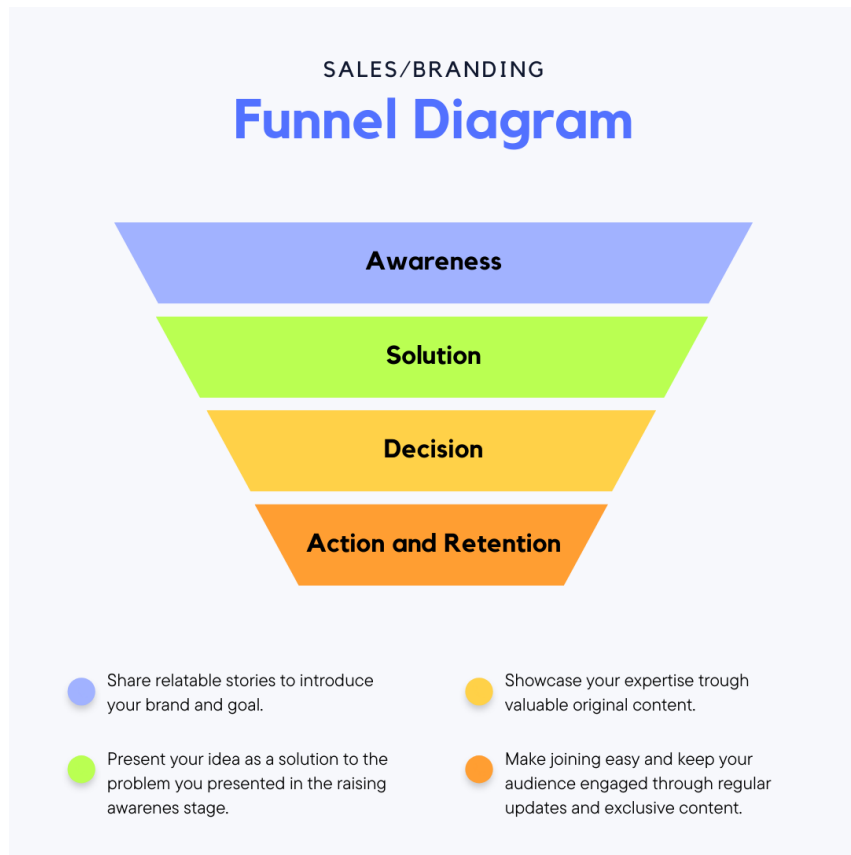 SALES/BRANDING
Funnel Diagram
Awareness
Solution
Decision
Action and Retention
Share relatable stories to introduce
your brand and goal.
Present your idea as a solution to the
problem you presented in the raising
awarenes stage.
Showcase your expertise trough
valuable original content.
Make joining easy and keep your
audience engaged through regular
updates and exclusive content.